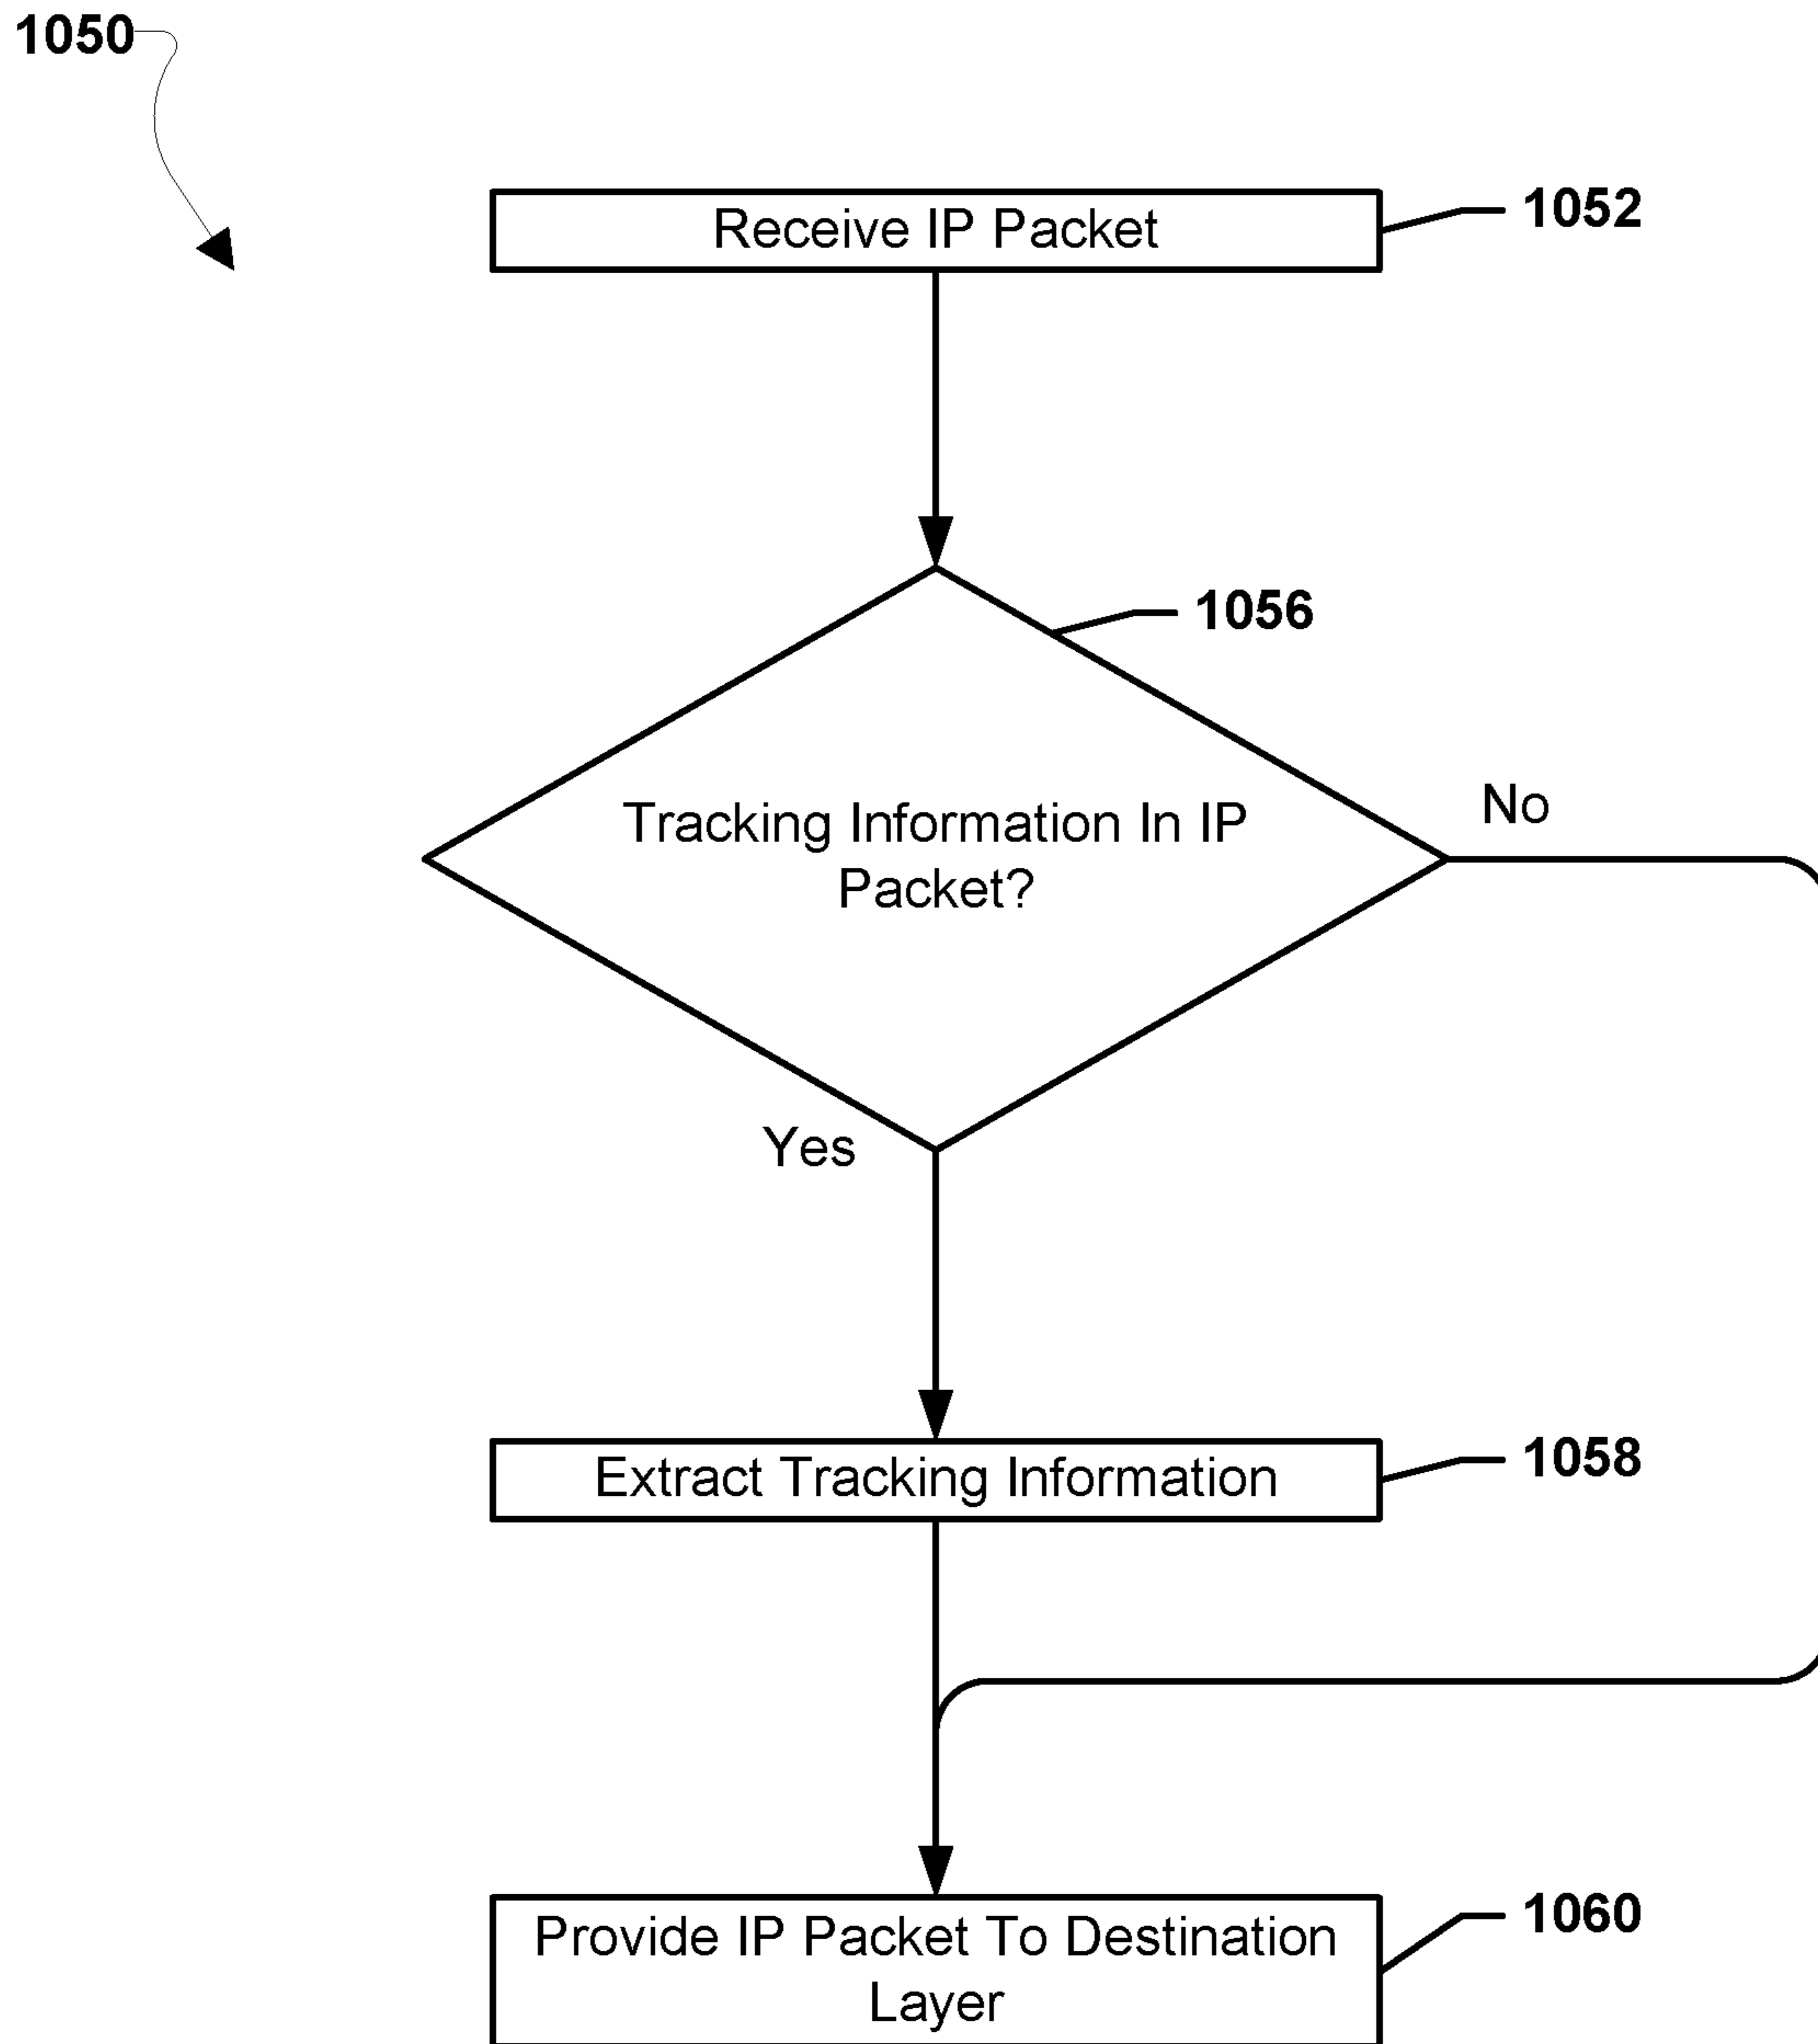 1050
Receive IP Packet
1052
1056
Tracking Information In IP
Packet?
No
Yes
Extract Tracking Information
1058
Provide IP Packet To Destination
Layer
1060